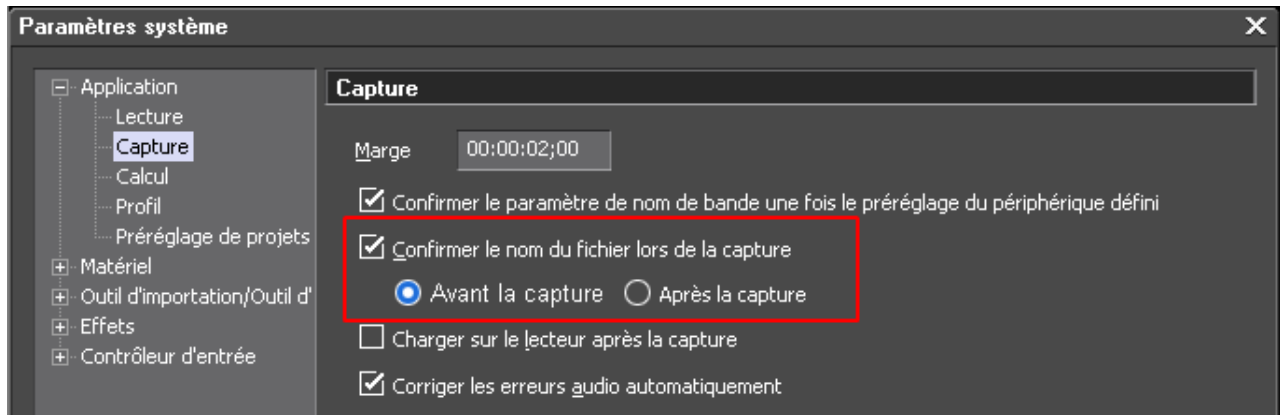 Paramètres système
Application
Lecture
Capture
Calcul
Profil
Préréglage de projets
Matériel
Outil d'importation/Outil d'
Effets
Contrôleur d'entrée
Capture
Marge 00:00:02;00
Confirmer le paramètre de nom de bande une fois le préréglage du périphérique défini
Confirmer le nom du fichier lors de la capture
Avant la capture Après la capture
Charger sur le lecteur après la capture
Corriger les erreurs audio automatiquement